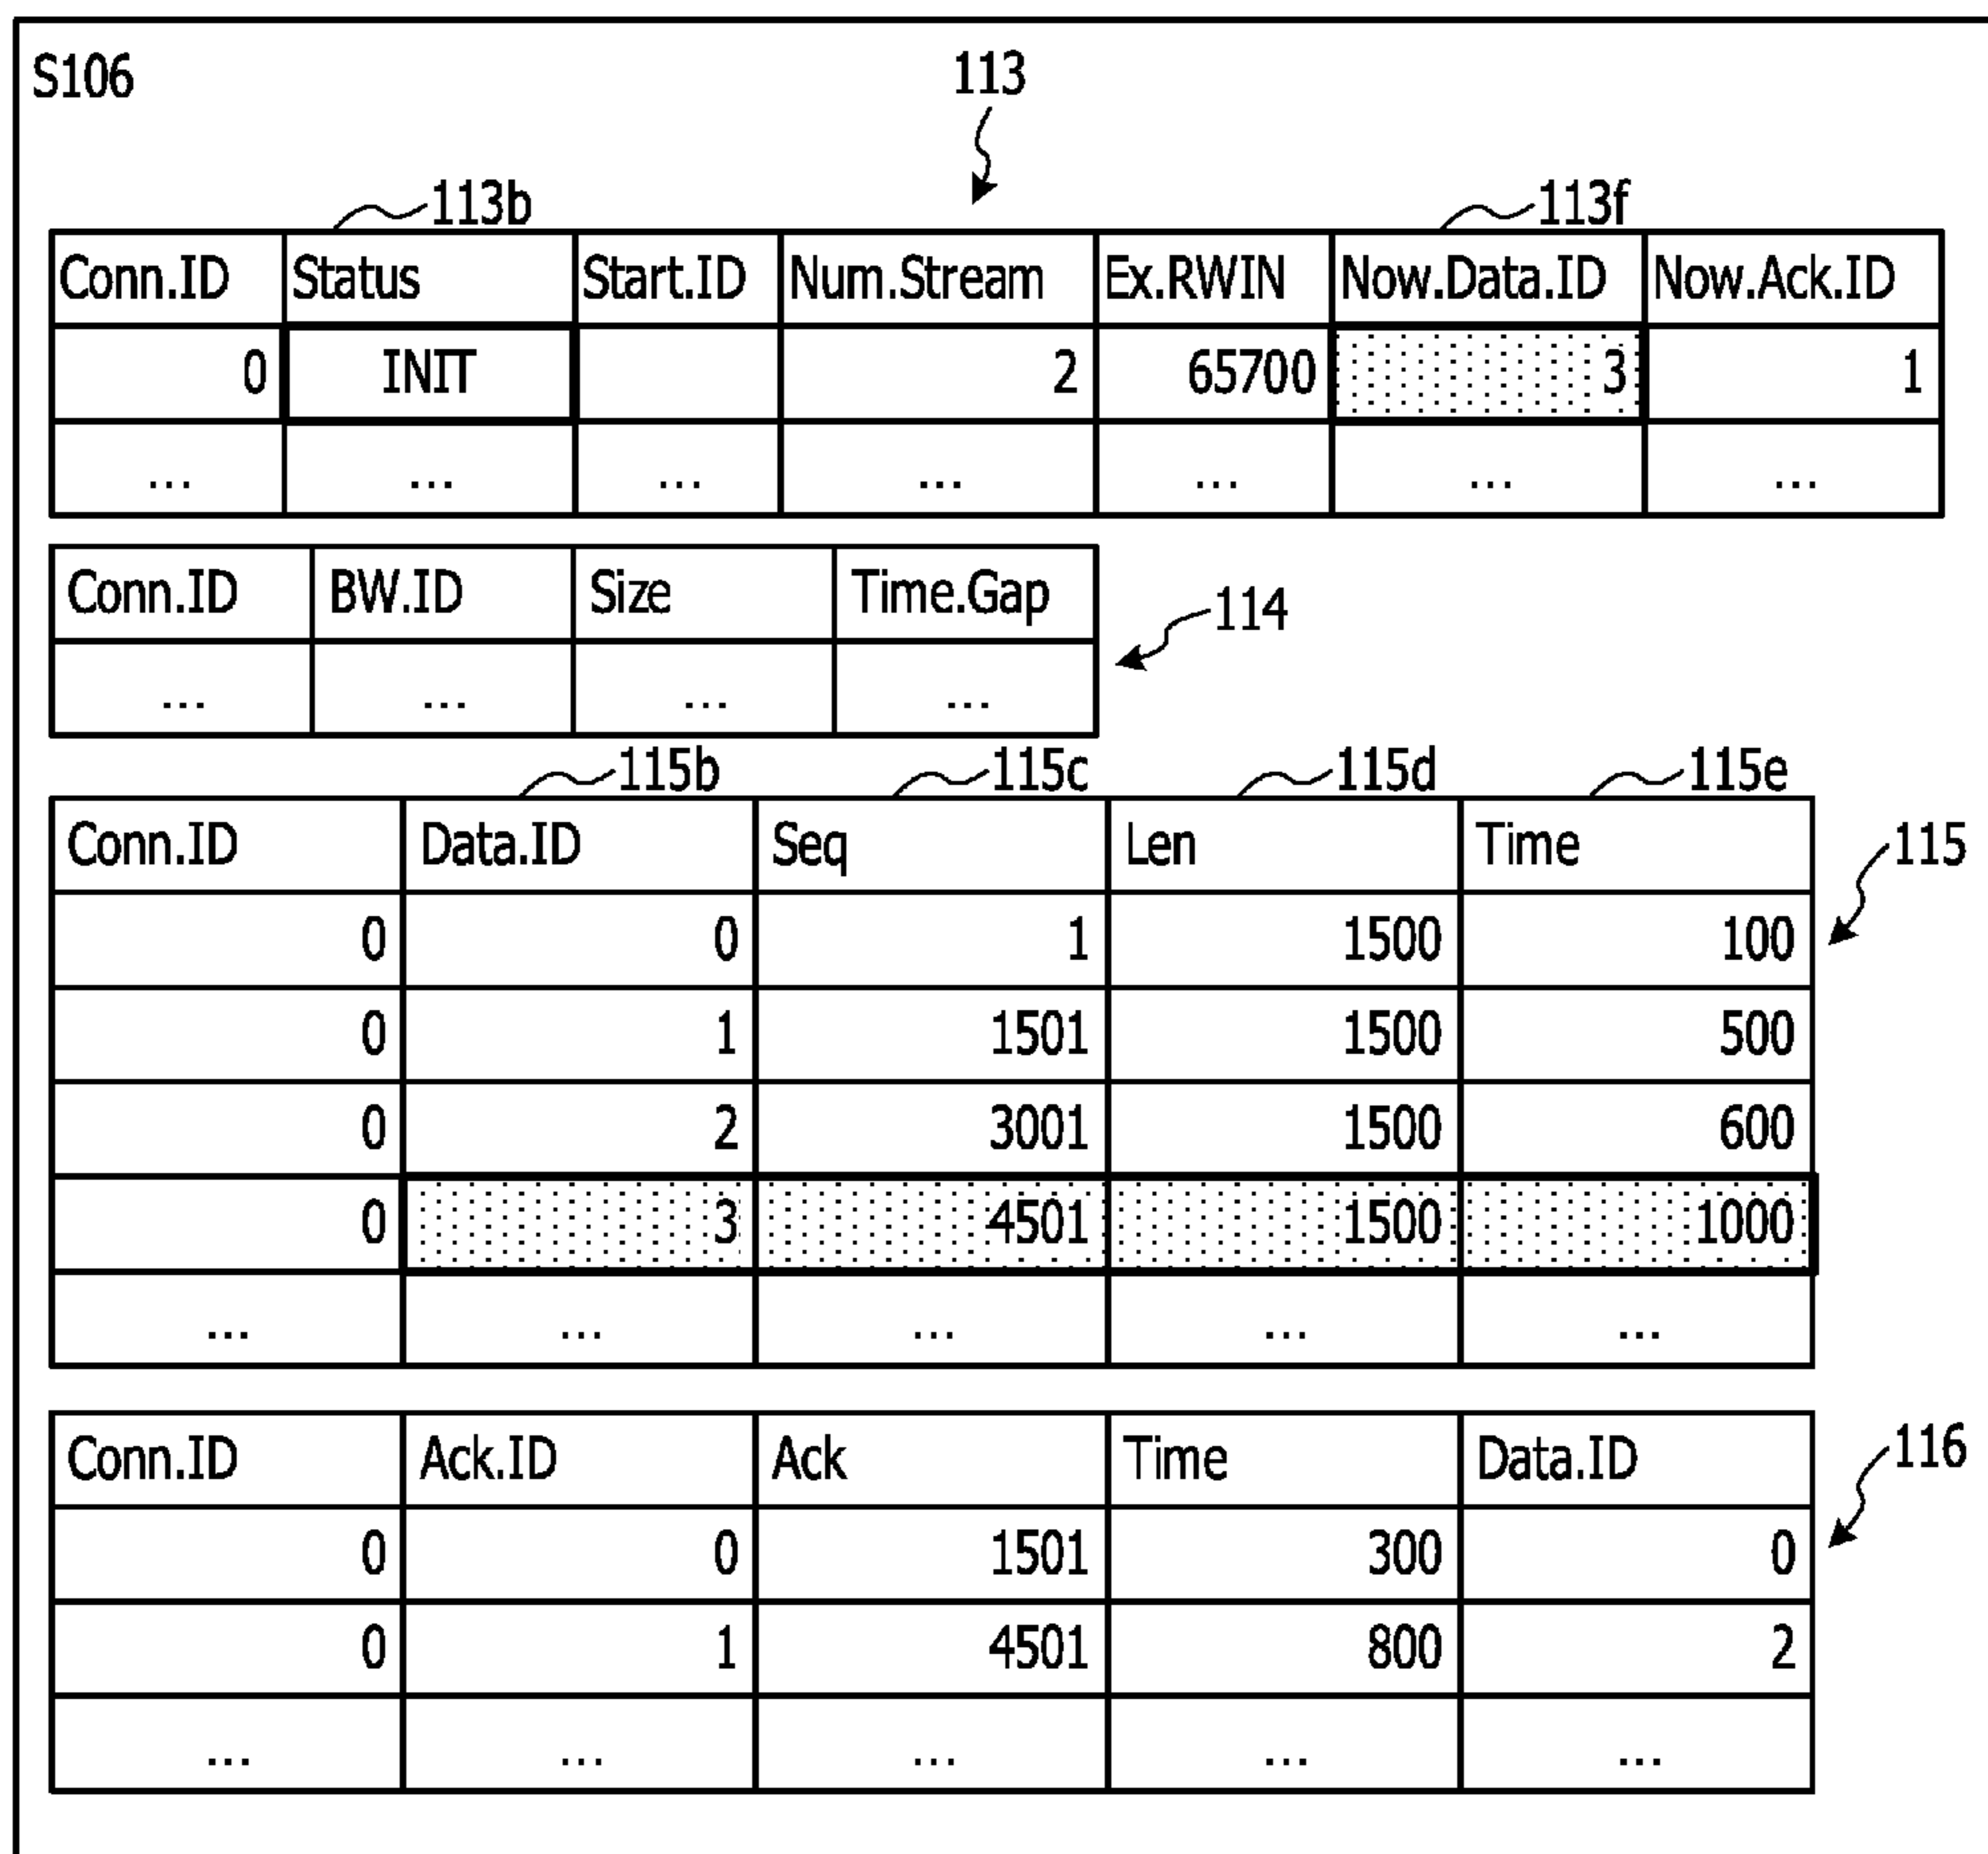 S106
113
113b 113f
Conn.ID Status Start.ID Num.Stream Ex.RWIN Now.Data.ID Now.Ack.ID
0 INIT 2 65700 3 1
... ... ... ... ... ... ...
Conn.ID BW.ID Size Time.Gap
114
... ... ... ...
115b 115c 115d 115e
Conn.ID Data.ID Seq Len Time
115
0 0 1 1500 100
0 1 1501 1500 500
0 2 3001 1500 600
0 3 4501 1500 1000
... ... ... ... ...
Conn.ID Ack.ID Ack Time Data.ID
116
0 0 1501 300 0
0 1 4501 800 2
... ... ... ... ...